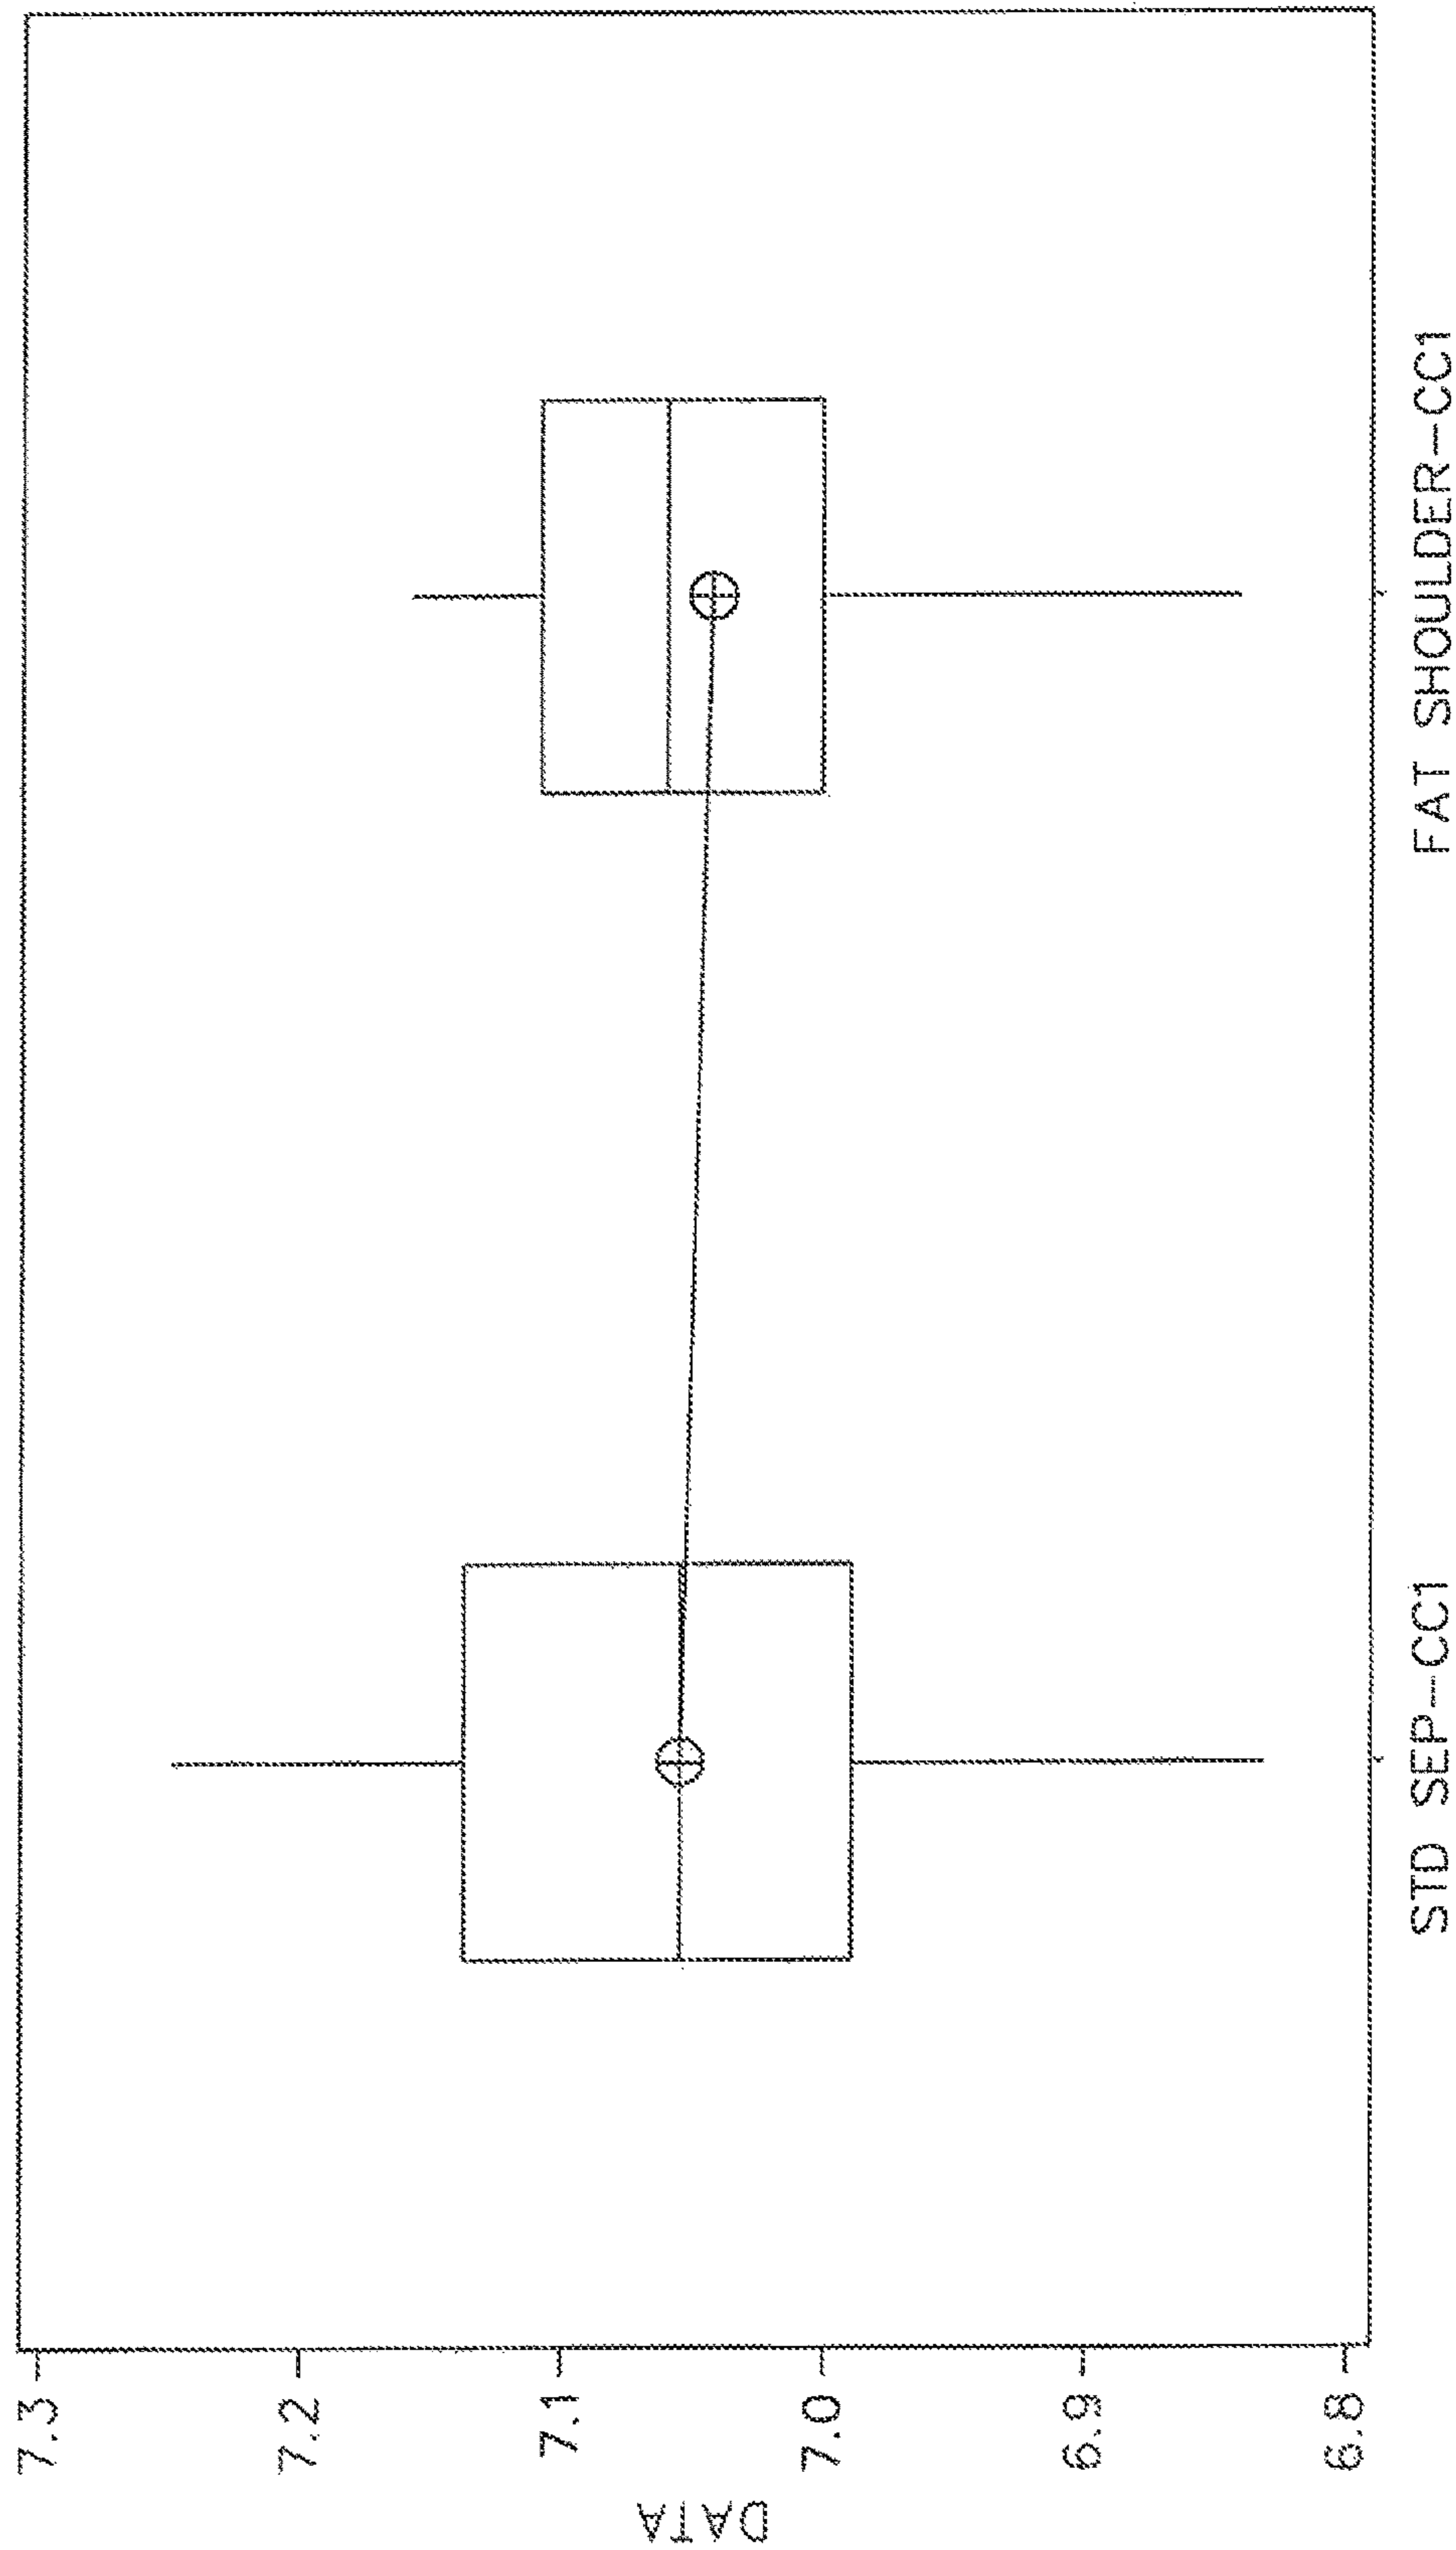 7.3
7.2
7.1
7.0
6.9
6.8
DATA
STD SEP-CC1
FAT SHOULDER-CC1